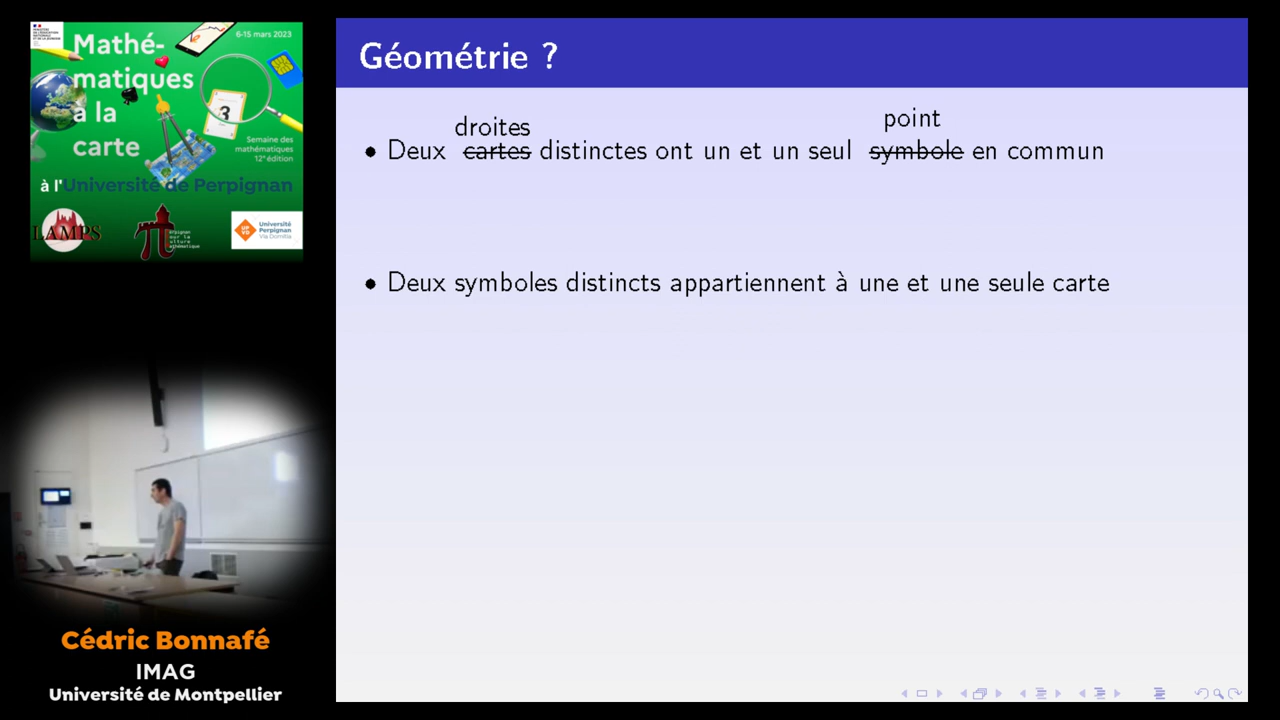 6-15 mars 2023
Mathé-
matiques
à la
carte
3
Semaine des
mathématiques
12e édition
à l'Université de Perpignan
LAMPS
UPVD
Université
Perpignan
Via Domitia
Cédric Bonnafé
IMAG
Université de Montpellier
Géométrie ?
droites
point
• Deux cartes distinctes ont un et un seul symbole en commun
• Deux symboles distincts appartiennent à une et une seule carte